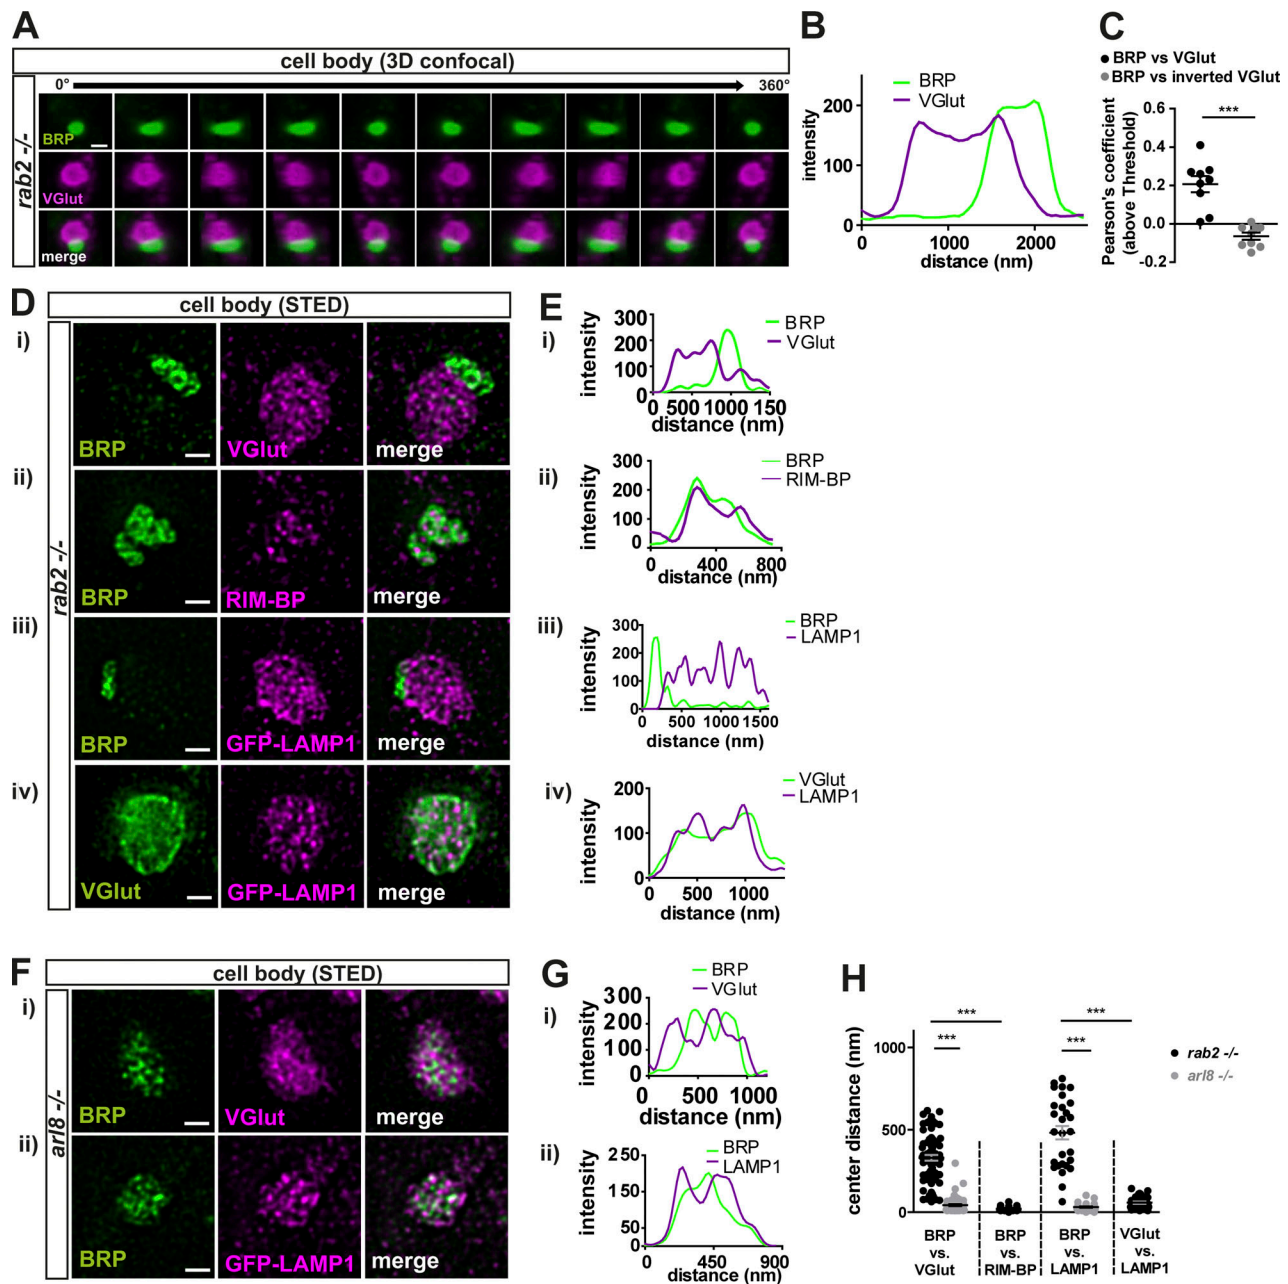 A
cell body (3D confocal)
0°
360°
rab2 -/-
BRP
VGlut
merge
B
BRP
VGlut
intensity
200
100
0
0
1000
2000
distance (nm)
C
BRP vs VGlut
BRP vs inverted VGlut
***
Pearson's coefficient
(above Threshold)
0.6
0.4
0.2
0.0
-0.2
D
cell body (STED)
rab2 -/-
i)
BRP
VGlut
merge
ii)
BRP
RIM-BP
merge
iii)
BRP
GFP-LAMP1
merge
iv)
VGlut
GFP-LAMP1
merge
E
i)
intensity
300
200
100
0
BRP
VGlut
0 500 1000 150
distance (nm)
ii)
intensity
300
200
100
0
BRP
RIM-BP
0 400 800
distance (nm)
iii)
intensity
300
200
100
0
BRP
LAMP1
0 500 1000 1500
distance (nm)
iv)
intensity
200
100
0
VGlut
LAMP1
0 500 1000
distance (nm)
F
cell body (STED)
arl8 -/-
i)
BRP
VGlut
merge
ii)
BRP
GFP-LAMP1
merge
G
BRP
VGlut
i)
intensity
300
200
100
0
0 500 1000
distance (nm)
ii)
BRP
LAMP1
intensity
250
150
50
0
0 450 900
distance (nm)
H
*** ***
*** ***
rab2 -/-
arl8 -/-
center distance (nm)
1000
500
0
BRP
vs.
VGlut
BRP
vs.
RIM-BP
BRP
vs.
LAMP1
VGlut
vs.
LAMP1